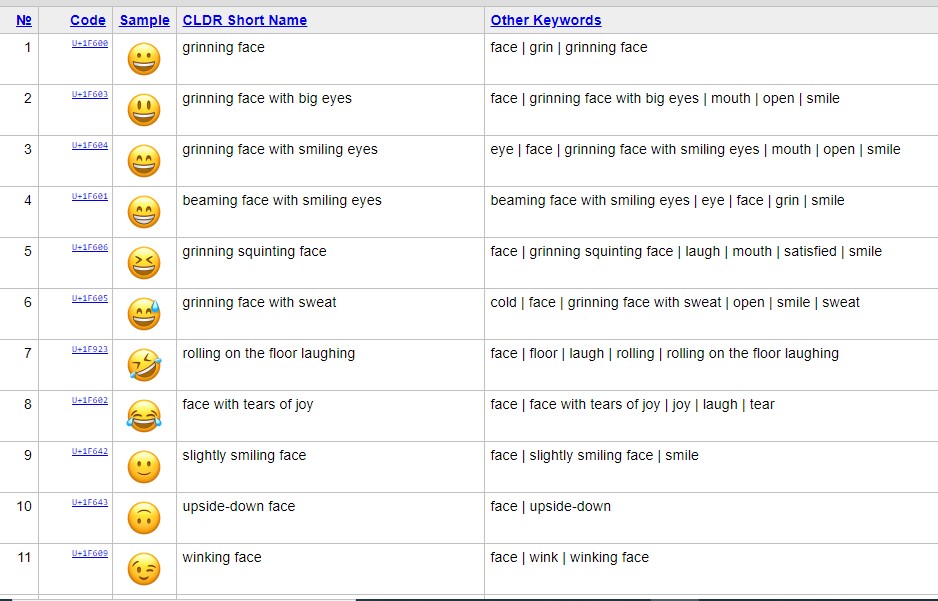 № Code Sample CLDR Short Name Other Keywords
1 U+1F600 😀 grinning face face | grin | grinning face
2 U+1F603 😃 grinning face with big eyes face | grinning face with big eyes | mouth | open | smile
3 U+1F604 😄 grinning face with smiling eyes eye | face | grinning face with smiling eyes | mouth | open | smile
4 U+1F601 😁 beaming face with smiling eyes beaming face with smiling eyes | eye | face | grin | smile
5 U+1F606 😆 grinning squinting face face | grinning squinting face | laugh | mouth | satisfied | smile
6 U+1F605 😅 grinning face with sweat cold | face | grinning face with sweat | open | smile | sweat
7 U+1F923 🤣 rolling on the floor laughing face | floor | laugh | rolling | rolling on the floor laughing
8 U+1F602 😂 face with tears of joy face | face with tears of joy | joy | laugh | tear
9 U+1F642 🙂 slightly smiling face face | slightly smiling face | smile
10 U+1F643 🙃 upside-down face face | upside-down
11 U+1F609 😉 winking face face | wink | winking face